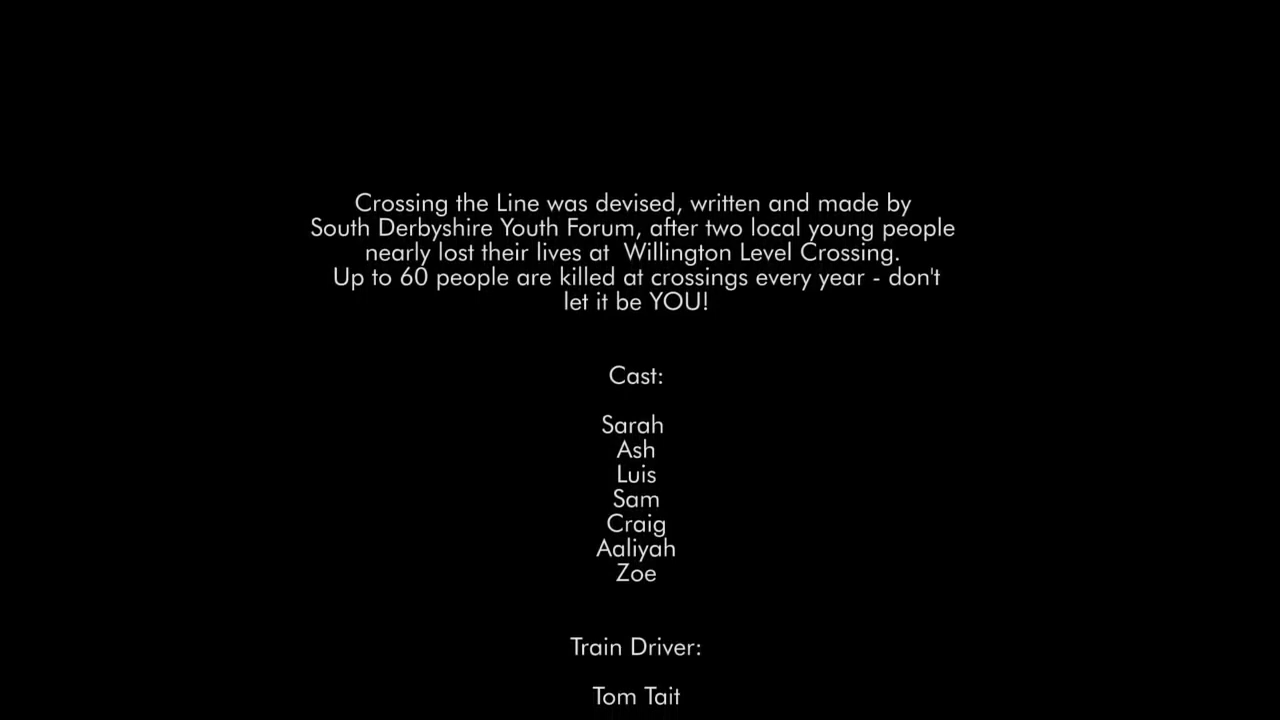 Crossing the Line was devised, written and made by
South Derbyshire Youth Forum, after two local young people
nearly lost their lives at  Willington Level Crossing.
Up to 60 people are killed at crossings every year - don't
let it be YOU!
Cast:
Sarah
Ash
Luis
Sam
Craig
Aaliyah
Zoe
Train Driver:
Tom Tait